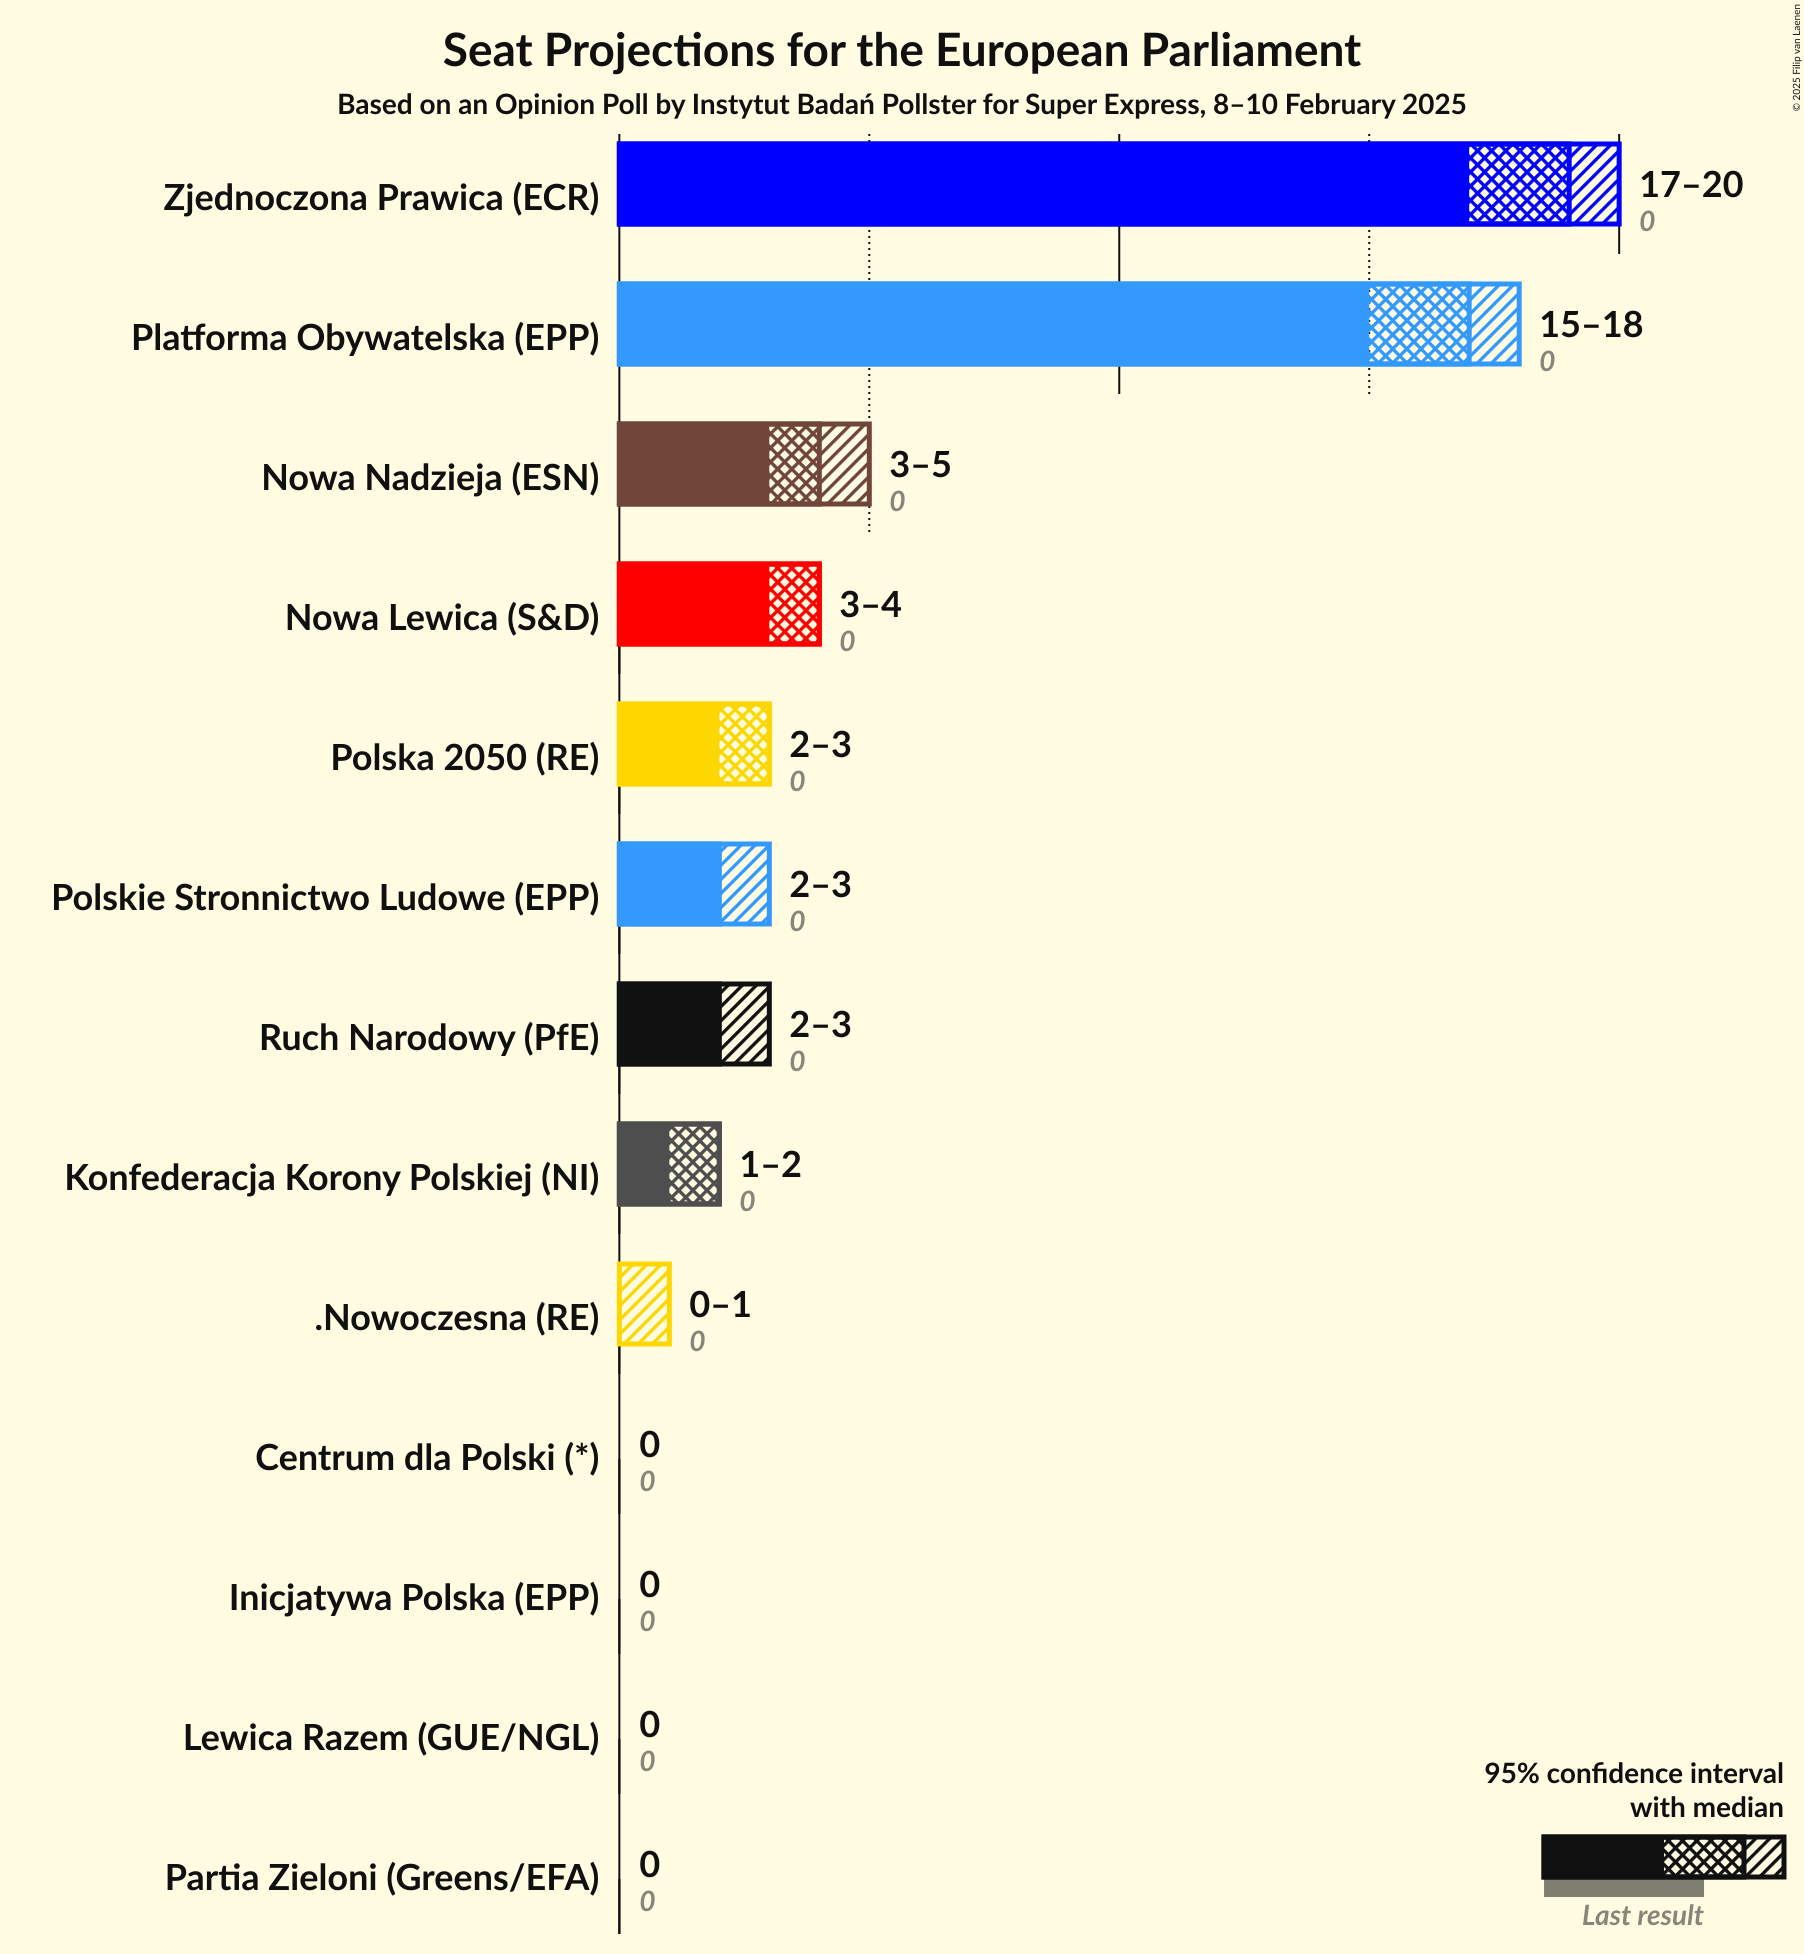 Seat Projections for the European Parliament
Based on an Opinion Poll by Instytut Badań Pollster for Super Express, 8–10 February 2025
© 2025 Filip van Laenen
Zjednoczona Prawica (ECR)
17–20
0
Platforma Obywatelska (EPP)
15–18
0
Nowa Nadzieja (ESN)
3–5
0
Nowa Lewica (S&D)
3–4
0
Polska 2050 (RE)
2–3
0
Polskie Stronnictwo Ludowe (EPP)
2–3
0
Ruch Narodowy (PfE)
2–3
0
Konfederacja Korony Polskiej (NI)
1–2
0
.Nowoczesna (RE)
0–1
0
Centrum dla Polski (*)
0
0
Inicjatywa Polska (EPP)
0
0
Lewica Razem (GUE/NGL)
0
0
Partia Zieloni (Greens/EFA)
0
0
95% confidence interval
with median
Last result